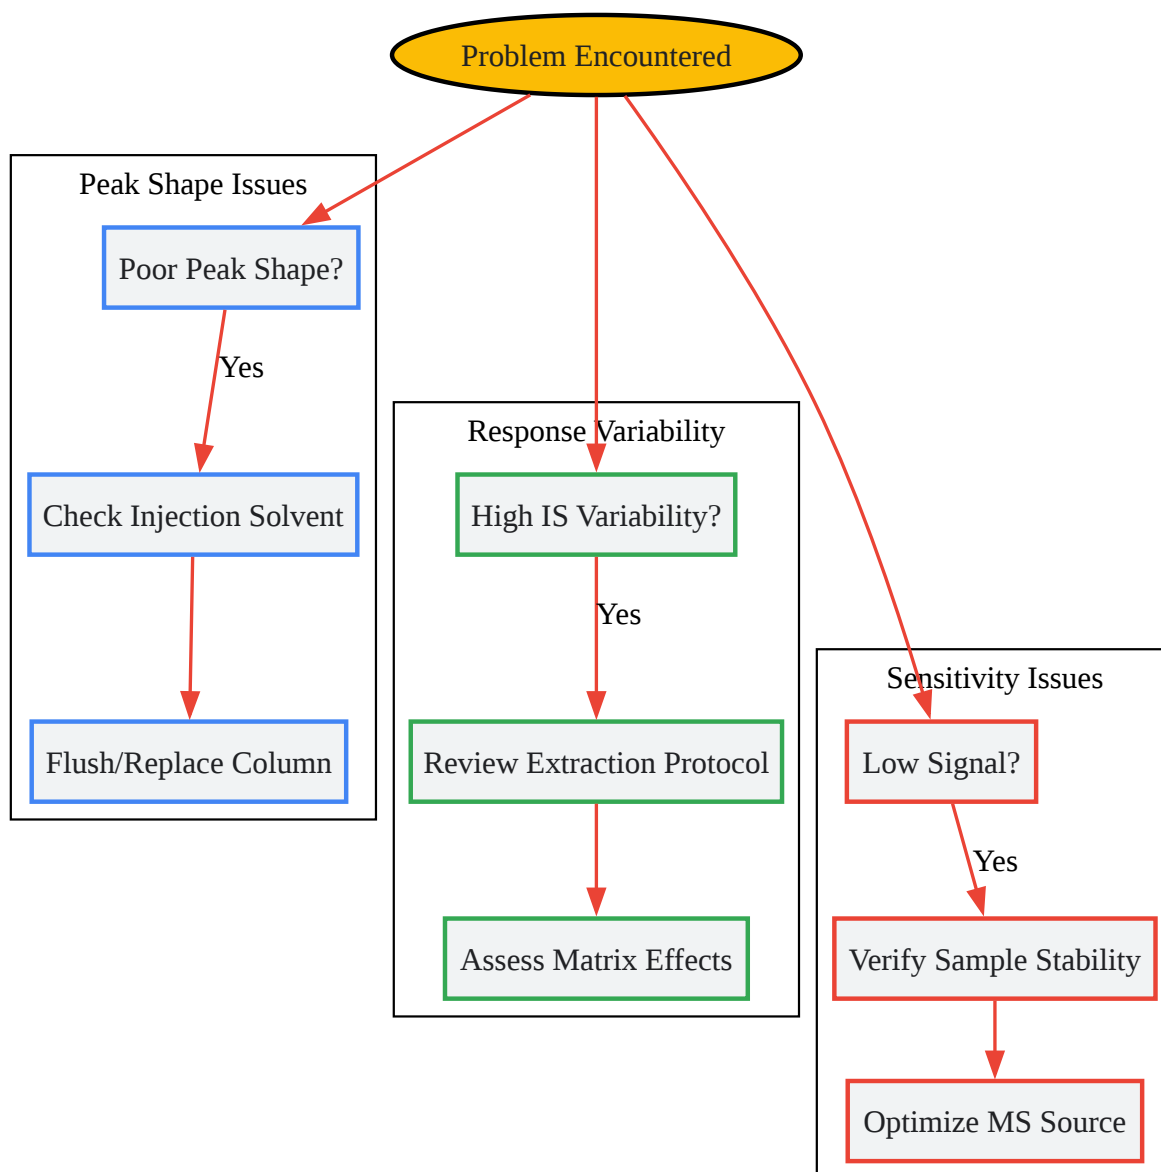 Problem Encountered
Peak Shape Issues
Poor Peak Shape?
Yes
Check Injection Solvent
Flush/Replace Column
Response Variability
High IS Variability?
Yes
Review Extraction Protocol
Assess Matrix Effects
Sensitivity Issues
Low Signal?
Yes
Verify Sample Stability
Optimize MS Source